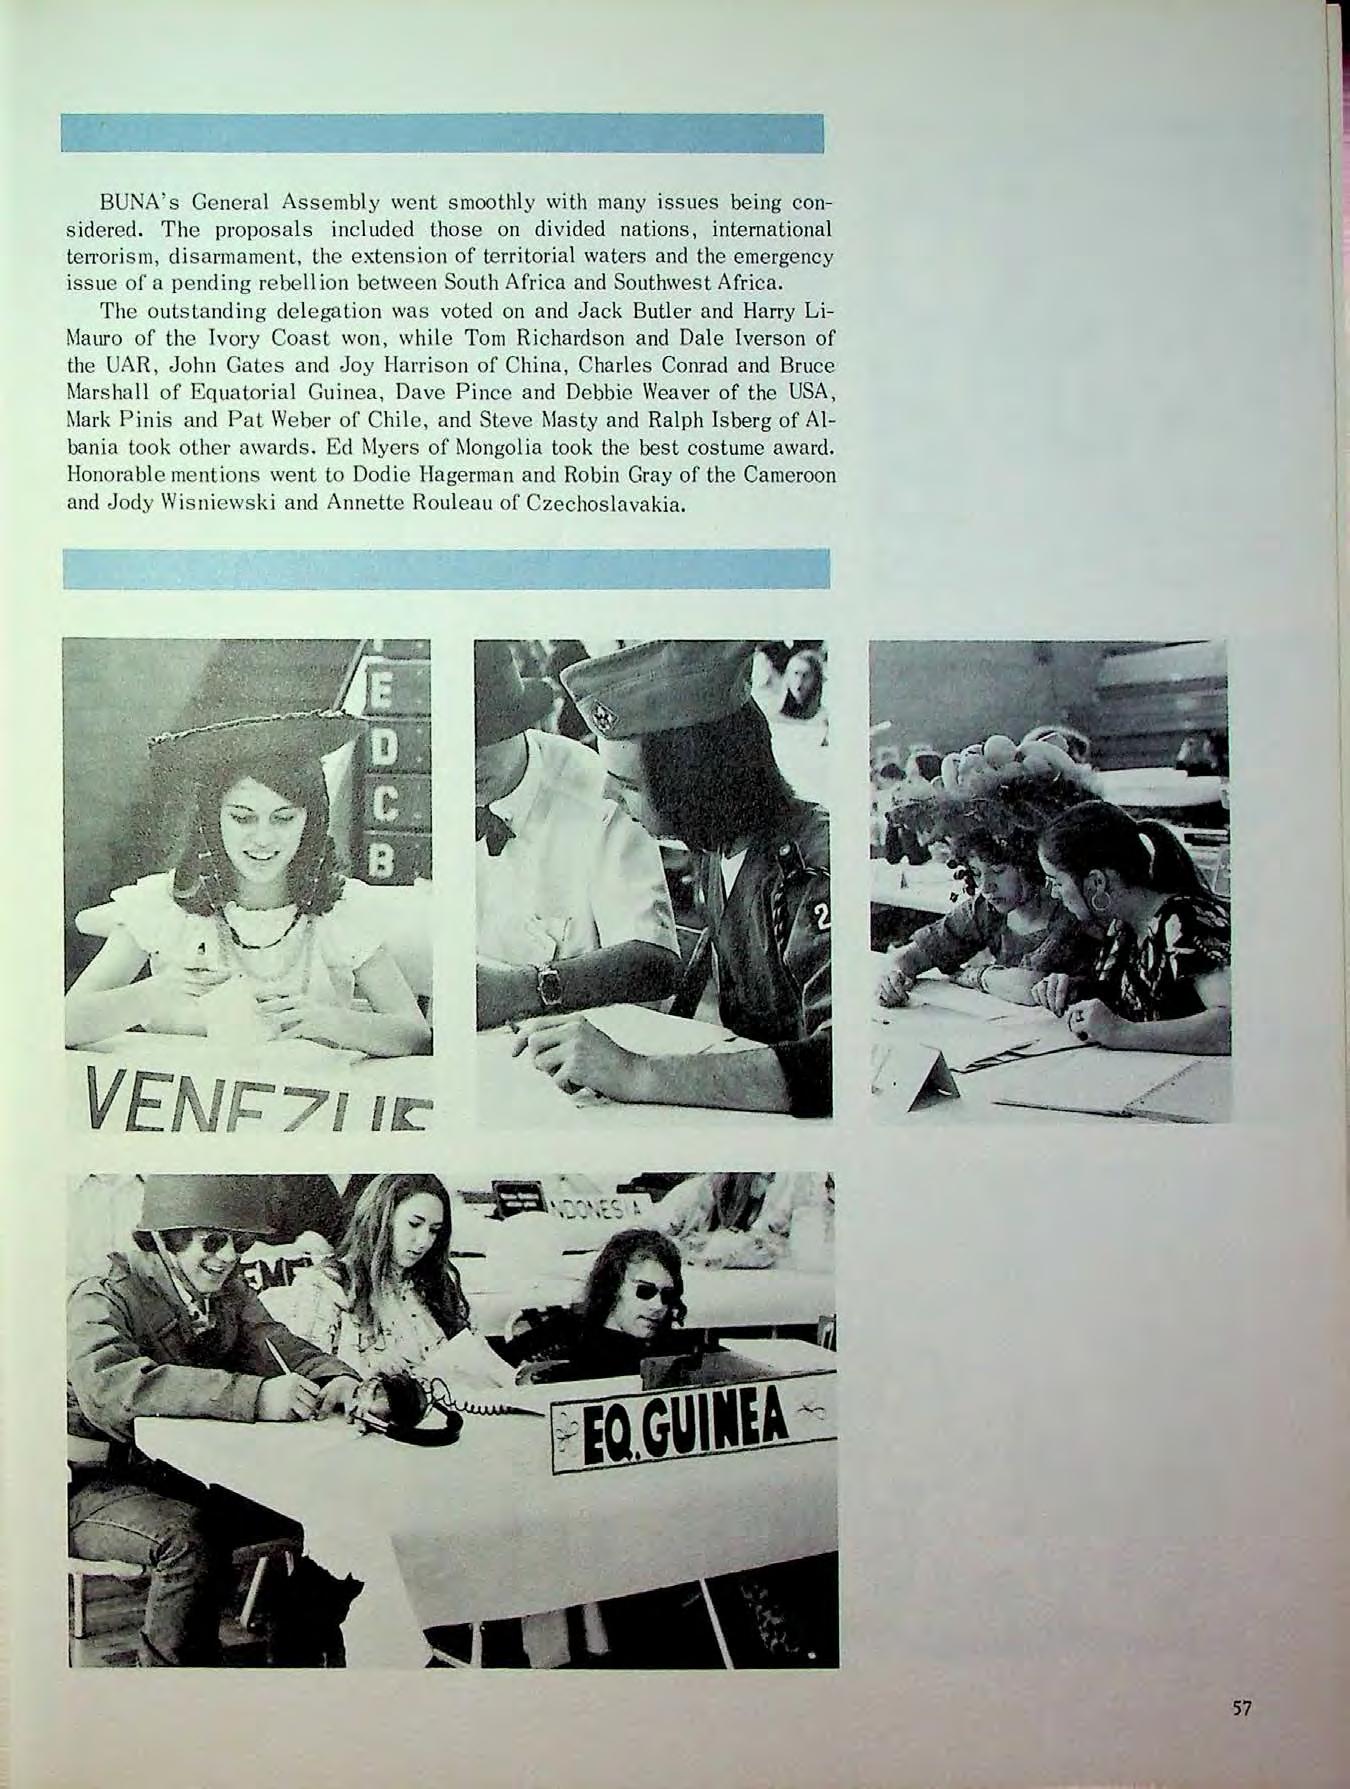 BUNA's General Assembly went smoothly with many issues being con-
sidered. The proposals included those on divided nations, international
terrorism, disarmament, the extension of territorial waters and the emergency
issue of a pending rebellion between South Africa and Southwest Africa.
The outstanding delegation was voted on and Jack Butler and Harry Li-
Mauro of the Ivory Coast won, while Tom Richardson and Dale Iverson of
the UAR, John Gates and Joy Harrison of China, Charles Conrad and Bruce
Marshall of Equatorial Guinea, Dave Pince and Debbie Weaver of the USA,
Mark Pinis and Pat Weber of Chile, and Steve Masty and Ralph Isberg of Al-
bania took other awards. Ed Myers of Mongolia took the best costume award.
Honorable mentions went to Dodie Hagerman and Robin Gray of the Cameroon
and Jody Wisniewski and Annette Rouleau of Czechoslavakia.
E
D
C
B
VENEZUE
2
NDONESIA
EME
EQ.GUINEA
57